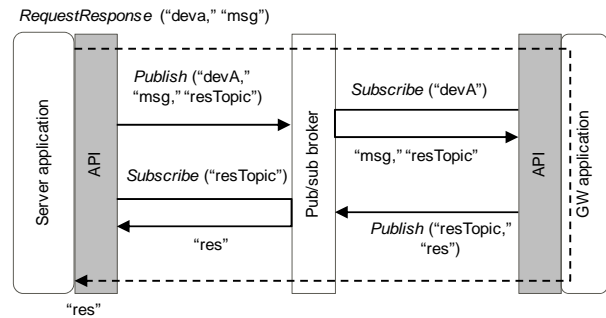 RequestResponse (“deva,” “msg”)
Server application
API
Publish (“devA,”
“msg,” “resTopic”)
Subscribe (“resTopic”)
“res”
Pub/sub broker
Subscribe (“devA”)
“msg,” “resTopic”
Publish (“resTopic,”
“res”)
API
GW application
“res”